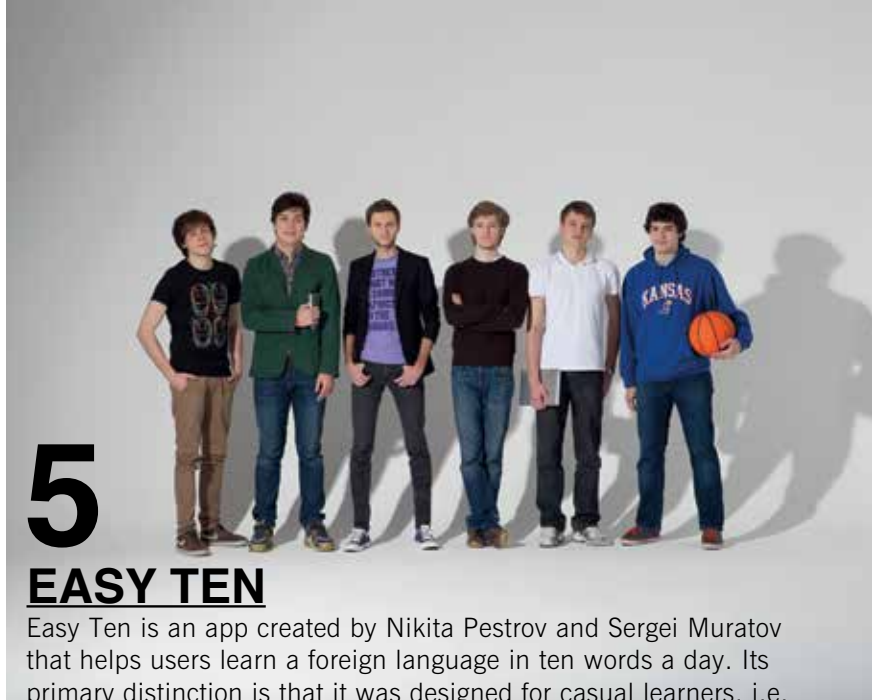 KANSAS
5
EASY TEN
Easy Ten is an app created by Nikita Pestrov and Sergei Muratov
that helps users learn a foreign language in ten words a day. Its
primary distinction is that it was designed for casual learners, i.e.